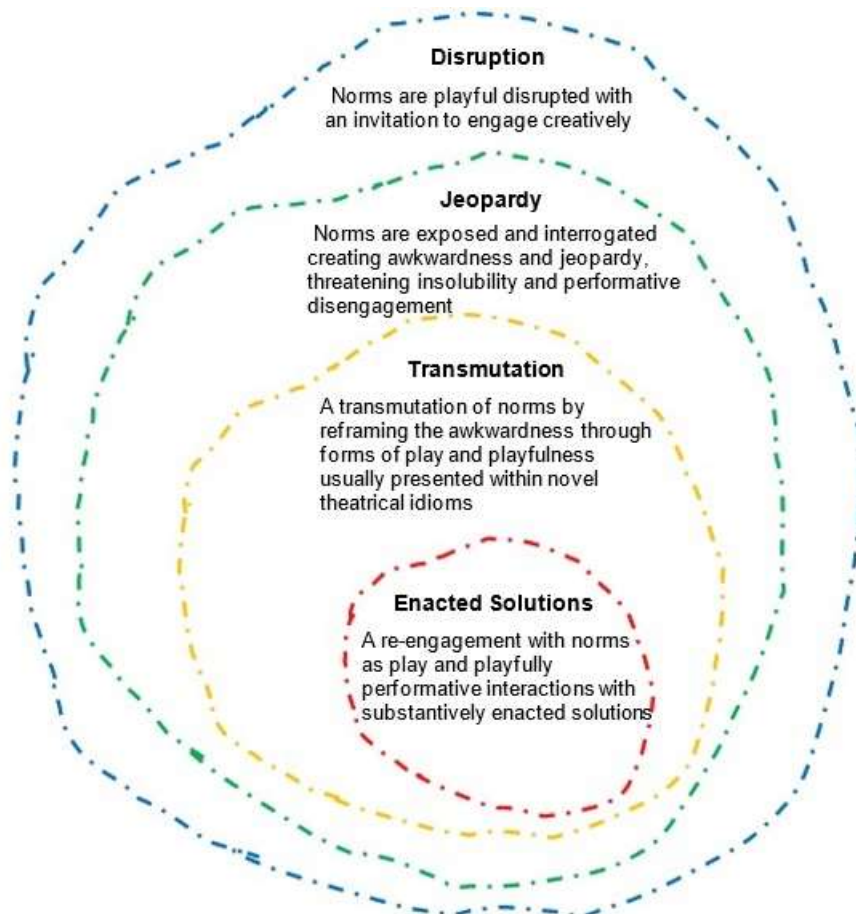 Disruption
Norms are playful disrupted with
an invitation to engage creatively
Jeopardy
Norms are exposed and interrogated
creating awkwardness and jeopardy,
threatening insolubility and performative
disengagement
Transmutation
A transmutation of norms by
reframing the awkwardness through
forms of play and playfulness
usually presented within novel
theatrical idioms
Enacted Solutions
A re-engagement with norms
as play and playfully
performative interactions with
substantively enacted solutions